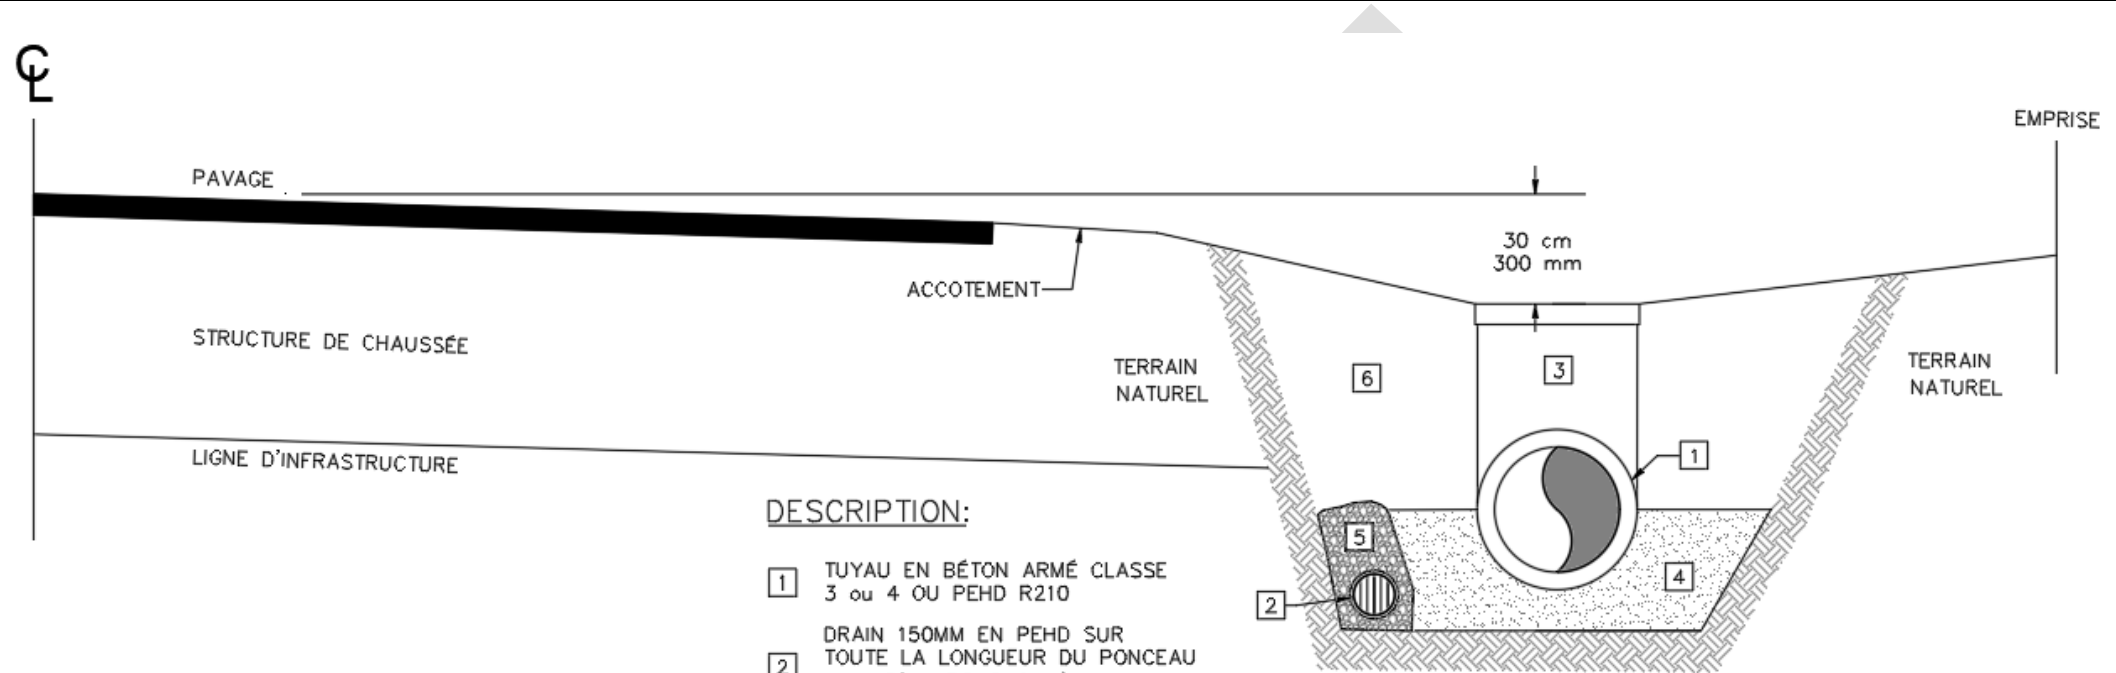 CL
EMPRISE
PAVAGE
30 cm
300 mm
ACCOTEMENT
STRUCTURE DE CHAUSSÉE
TERRAIN
NATUREL
6
3
TERRAIN
NATUREL
LIGNE D'INFRASTRUCTURE
1
DESCRIPTION:
5
1 TUYAU EN BÉTON ARMÉ CLASSE
3 ou 4 OU PEHD R210
4
2
DRAIN 150MM EN PEHD SUR
2 TOUTE LA LONGUEUR DU PONCEAU